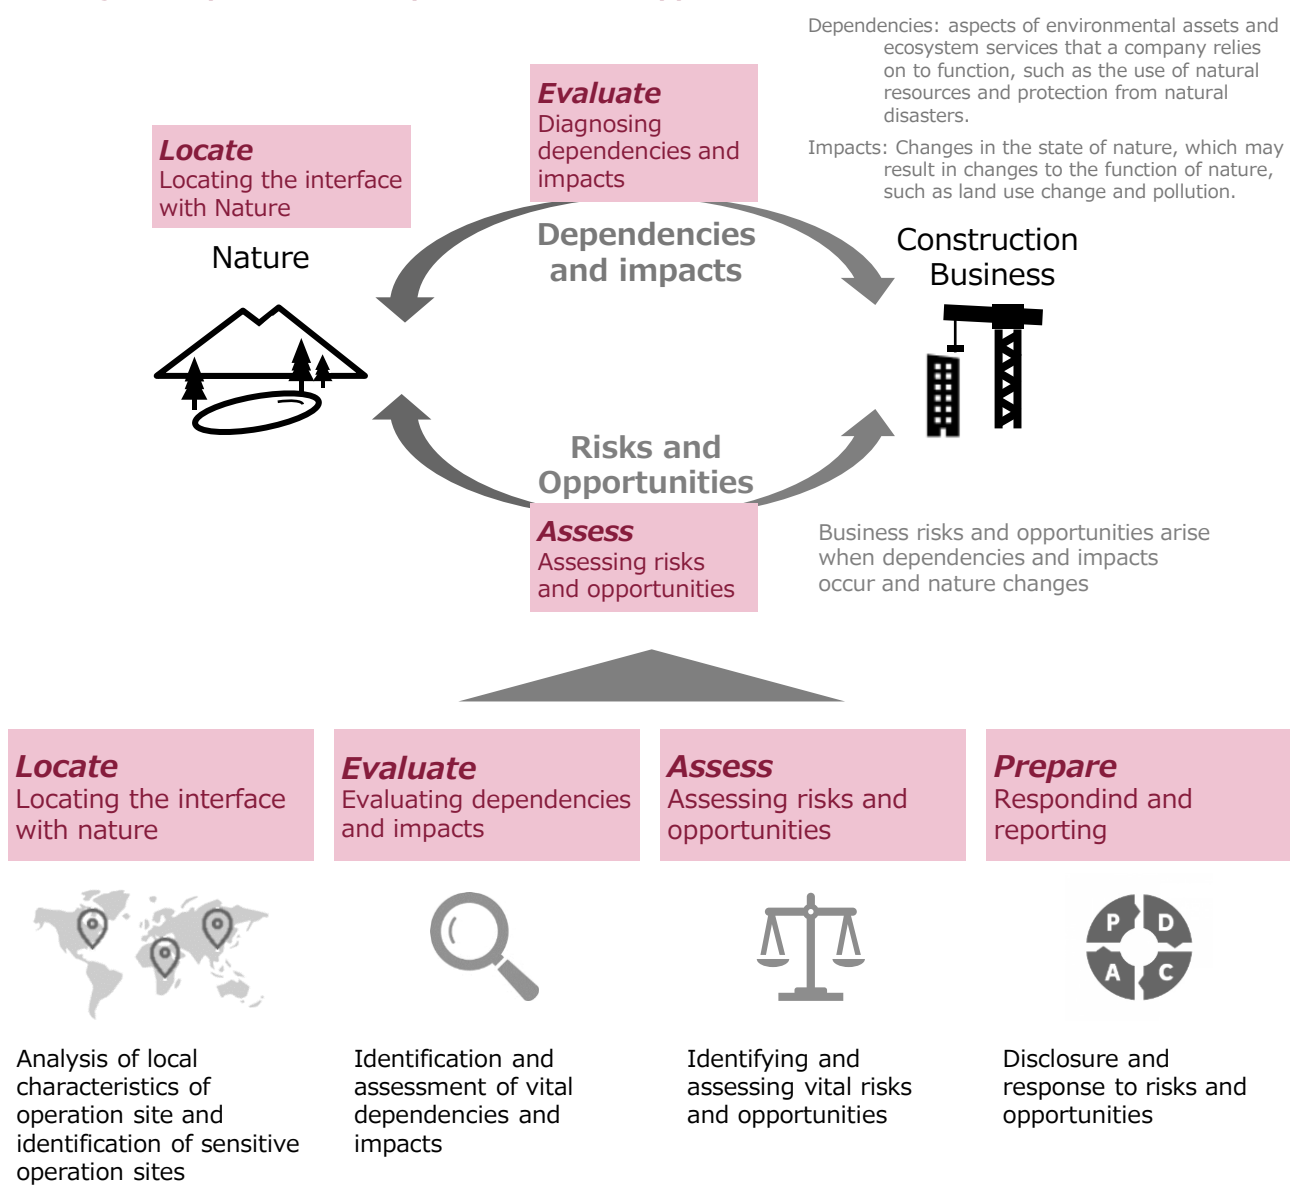 Dependencies: aspects of environmental assets and
ecosystem services that a company relies
on to function, such as the use of natural
resources and protection from natural
disasters.
Impacts: Changes in the state of nature, which may
result in changes to the function of nature,
such as land use change and pollution.
Evaluate
Diagnosing
dependencies and
impacts
Locate
Locating the interface
with Nature
Nature
Dependencies
and impacts
Construction
Business
Risks and
Opportunities
Assess
Assessing risks
and opportunities
Business risks and opportunities arise
when dependencies and impacts
occur and nature changes
Locate
Locating the interface
with nature
Evaluate
Evaluating dependencies
and impacts
Assess
Assessing risks and
opportunities
Prepare
Respondind and
reporting
P D
A C
Analysis of local
characteristics of
operation site and
identification of sensitive
operation sites
Identification and
assessment of vital
dependencies and
impacts
Identifying and
assessing vital risks
and opportunities
Disclosure and
response to risks and
opportunities